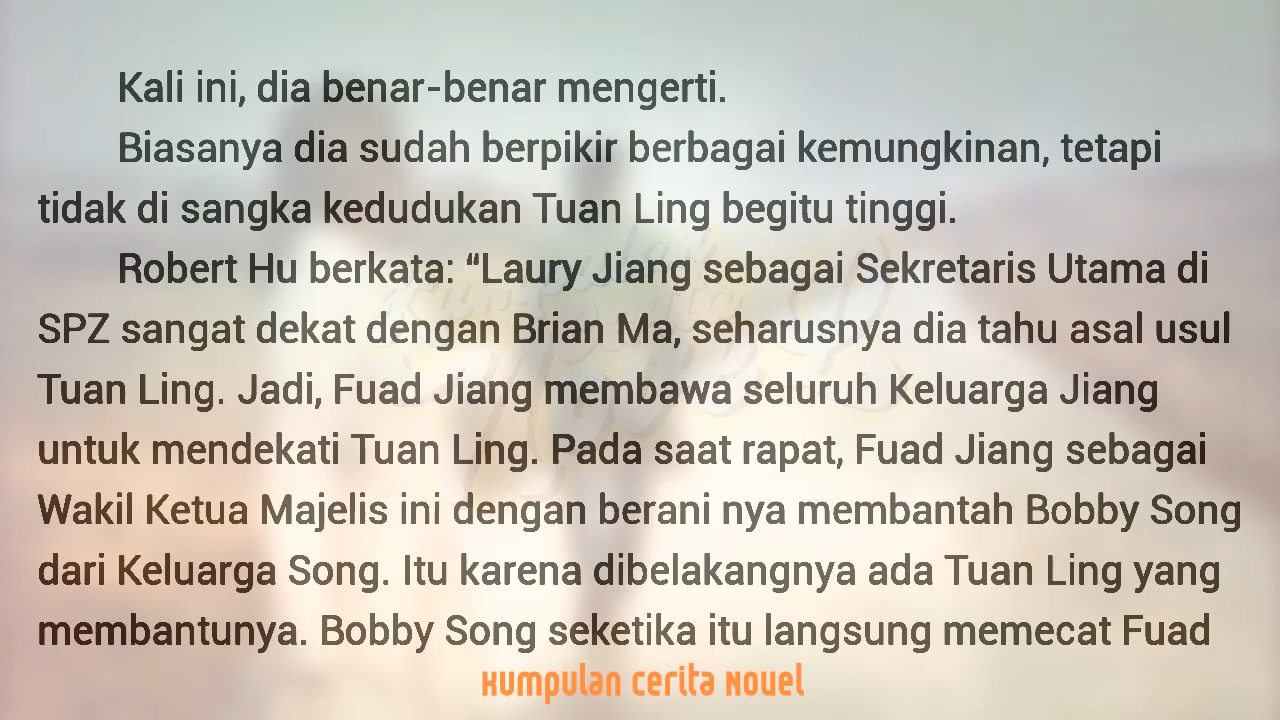 Kali ini, dia benar-benar mengerti.
Biasanya dia sudah berpikir berbagai kemungkinan, tetapi
tidak di sangka kedudukan Tuan Ling begitu tinggi.
Robert Hu berkata: “Laury Jiang sebagai Sekretaris Utama di
SPZ sangat dekat dengan Brian Ma, seharusnya dia tahu asal usul
Tuan Ling. Jadi, Fuad Jiang membawa seluruh Keluarga Jiang
untuk mendekati Tuan Ling. Pada saat rapat, Fuad Jiang sebagai
Wakil Ketua Majelis ini dengan berani nya membantah Bobby Song
dari Keluarga Song. Itu karena dibelakangnya ada Tuan Ling yang
membantunya. Bobby Song seketika itu langsung memecat Fuad
Kumpulan Cerita Novel